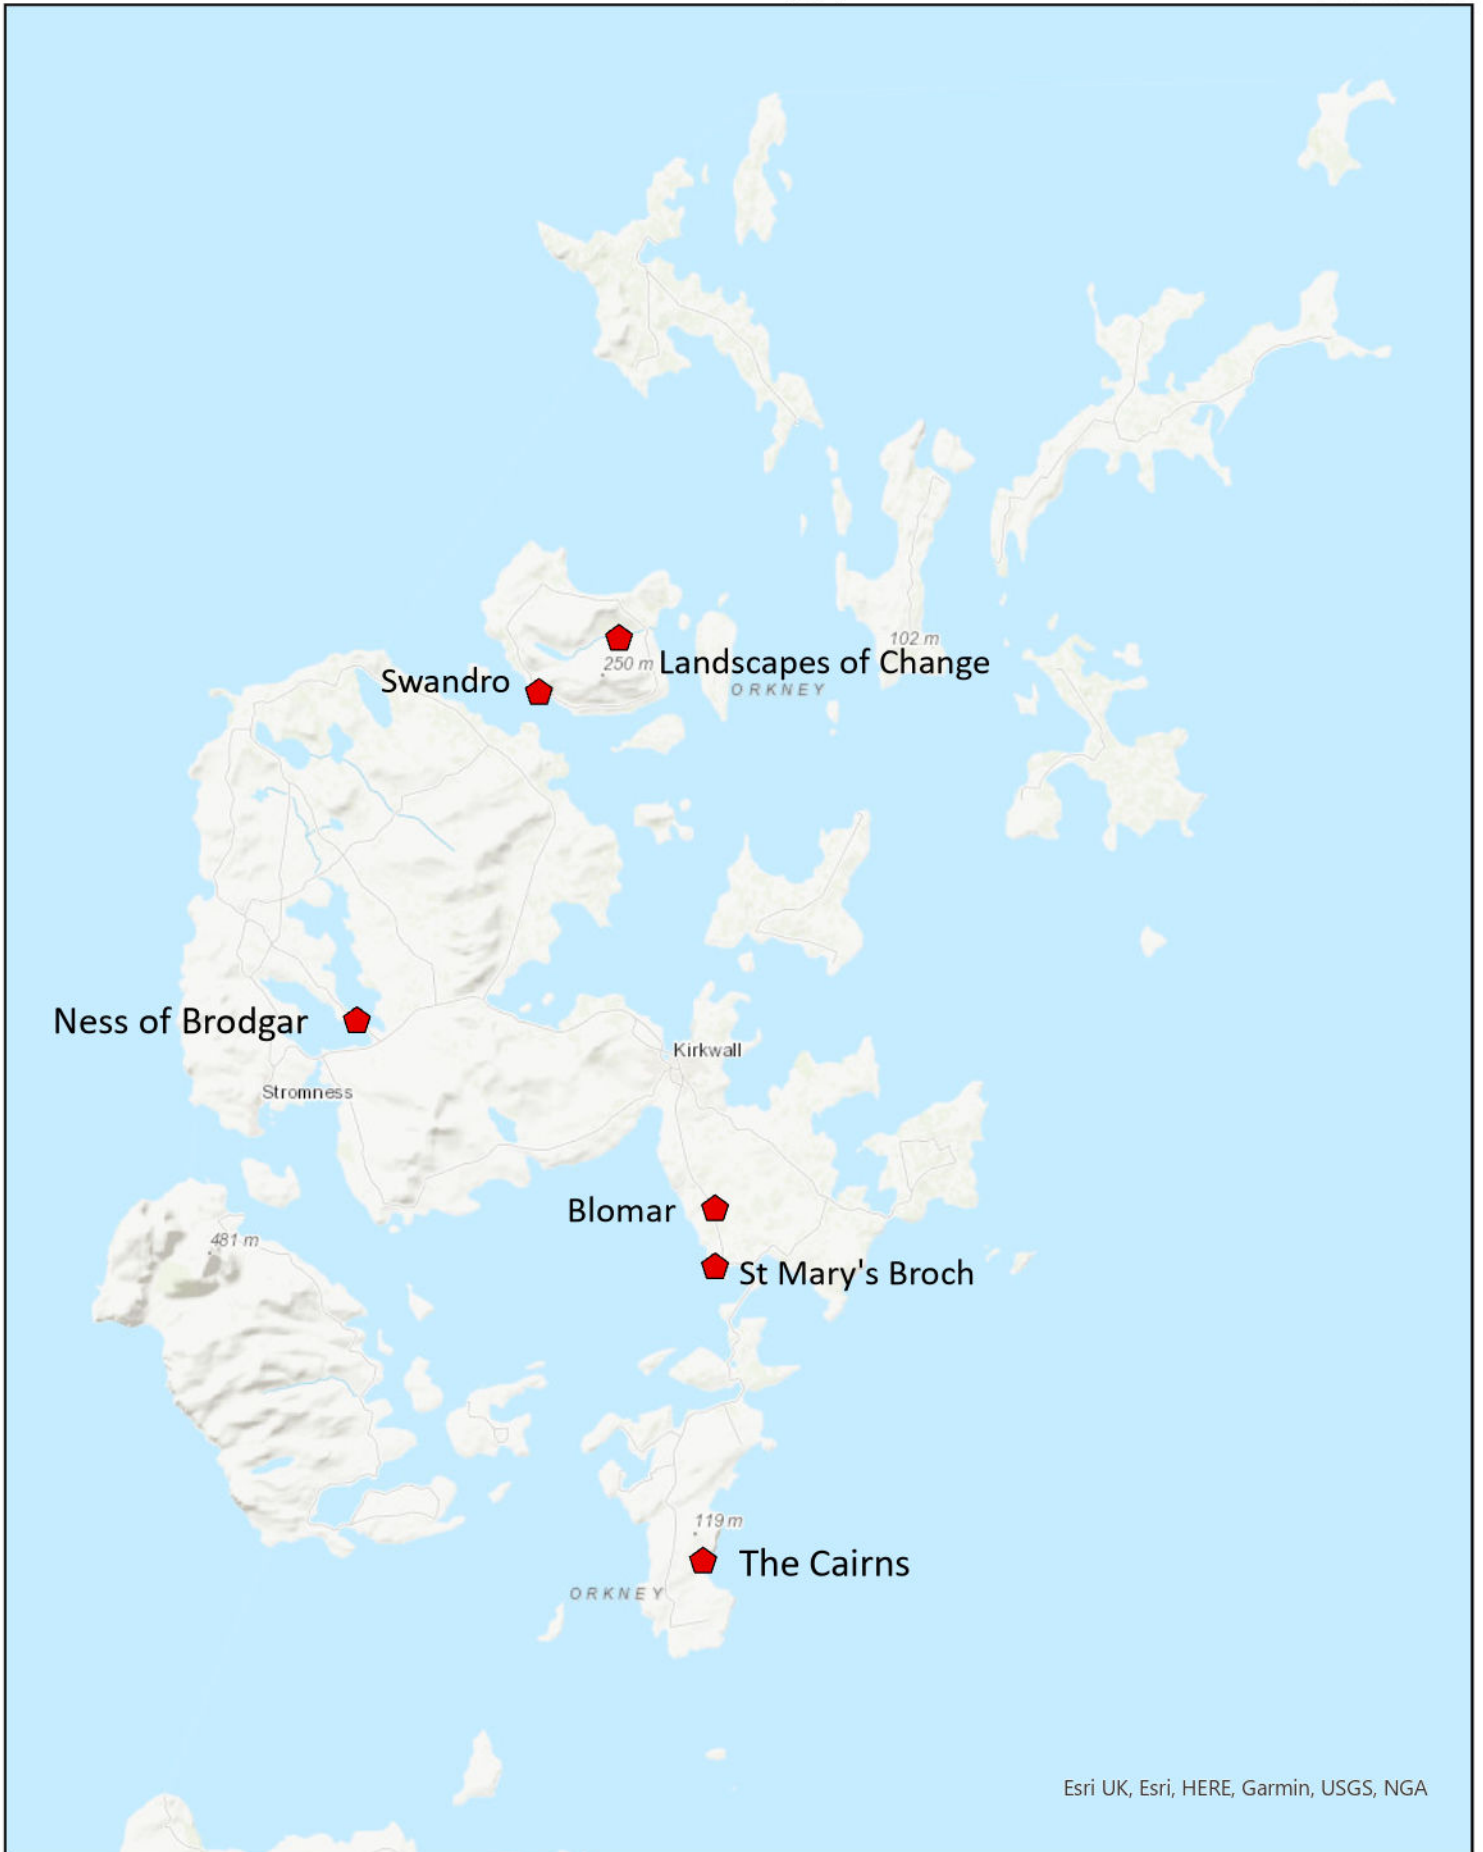 102 m
250 m
Landscapes of Change
Swandro
ORKNEY
Ness of Brodgar
Kirkwall
Stromness
Blomar
481 m
St Mary's Broch
119 m
The Cairns
ORKNEY
Esri UK, Esri, HERE, Garmin, USGS, NGA